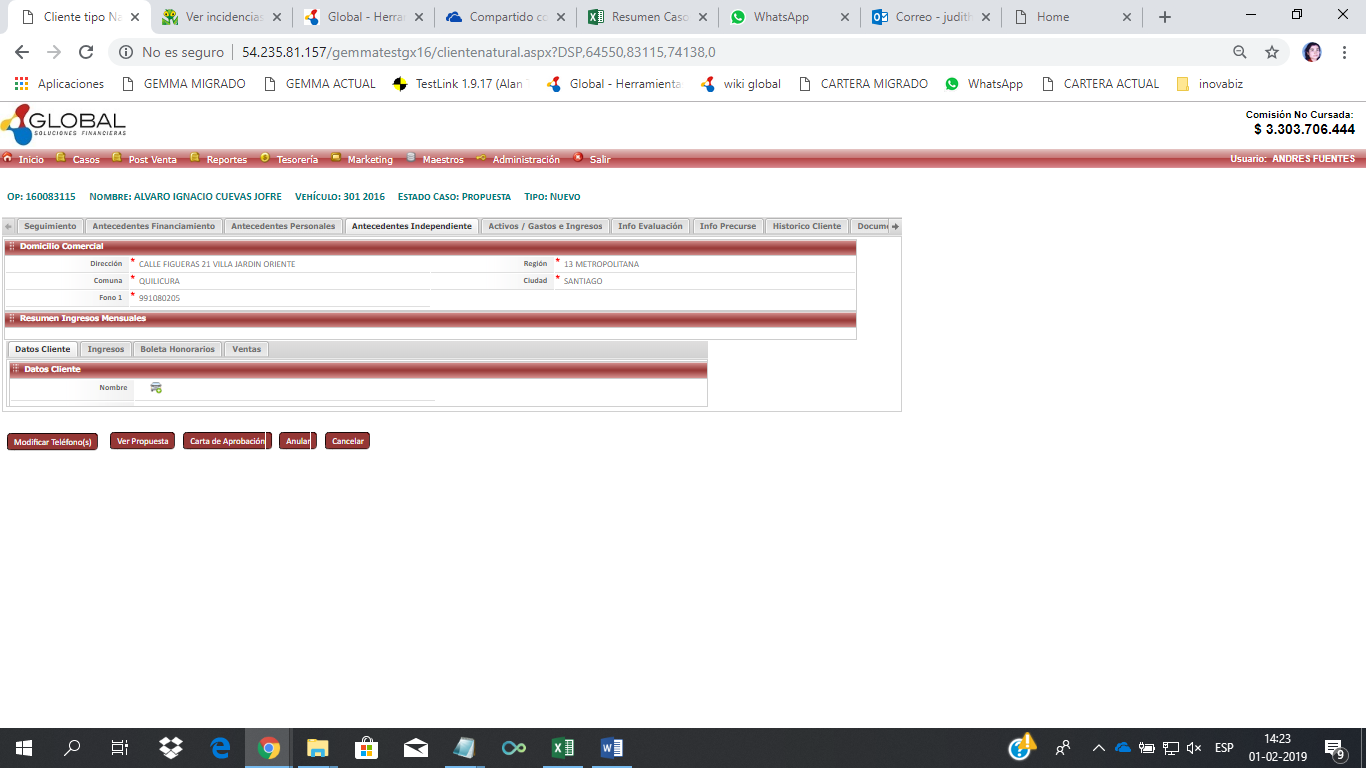 Cliente tipo Na
Ver incidencias
Global - Herrar
Compartido co
Resumen Caso
WhatsApp
Correo - judith
Home
No es seguro | 54.235.81.157/gemmatestgx16/clientenatural.aspx?DSP,64550,83115,74138,0
Aplicaciones
GEMMA MIGRADO
GEMMA ACTUAL
TestLink 1.9.17 (Alan
Global - Herramienta
wiki global
CARTERA MIGRADO
WhatsApp
CARTERA ACTUAL
inovabiz
GLOBAL
SOLUCIONES FINANCIERAS
Comisión No Cursada:
$ 3.303.706.444
Inicio Casos Post Venta Reportes Tesorería Marketing Maestros Administración Salir
Usuario: ANDRES FUENTES
OP: 160083115 NOMBRE: ALVARO IGNACIO CUEVAS JOFRE VEHÍCULO: 301 2016 ESTADO CASO: PROPUESTA TIPO: NUEVO
Seguimiento Antecedentes Financiamiento Antecedentes Personales Antecedentes Independiente Activos / Gastos e Ingresos Info Evaluación Info Precurse Historico Cliente Docum
Domicilio Comercial
Dirección * CALLE FIGUERAS 21 VILLA JARDIN ORIENTE Región * 13 METROPOLITANA
Comuna * QUILICURA Ciudad * SANTIAGO
Fono 1 * 991080205
Resumen Ingresos Mensuales
Datos Cliente Ingresos Boleta Honorarios Ventas
Datos Cliente
Nombre
Modificar Teléfono(s) Ver Propuesta Carta de Aprobación Anular Cancelar
ESP
14:23
01-02-2019
9